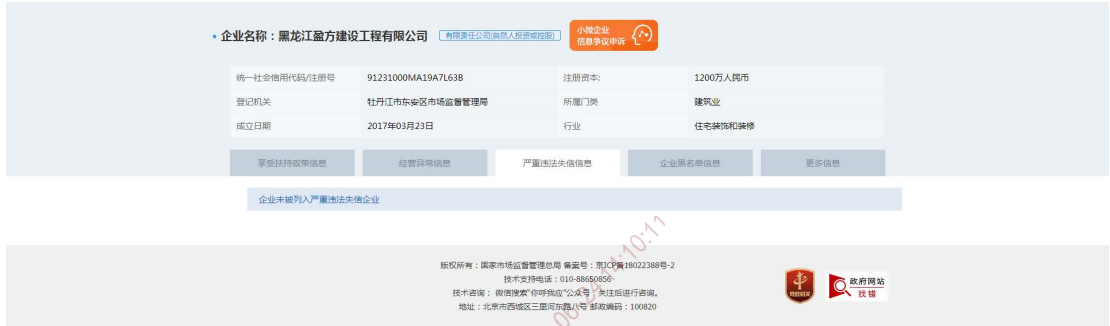 • 企业名称：黑龙江盈方建设工程有限公司 有限责任公司(自然人投资或控股) 小微企业
信息争议申诉
统一社会信用代码/注册号 91231000MA19A7L63B 注册资本: 1200万人民币
登记机关 牡丹江市东安区市场监督管理局 所属门类 建筑业
成立日期 2017年03月23日 行业 住宅装饰和装修
享受扶持政策信息 经营异常信息 严重违法失信信息 企业黑名单信息 更多信息
企业未被列入严重违法失信企业
版权所有：国家市场监督管理总局 备案号：京ICP备18022388号-2
技术支持电话：010-88650856
技术咨询： 微信搜索“你呼我应”公众号，关注后进行咨询。
地址：北京市西城区三里河东路八号 邮政编码：100820
党政机关
政府网站
找错